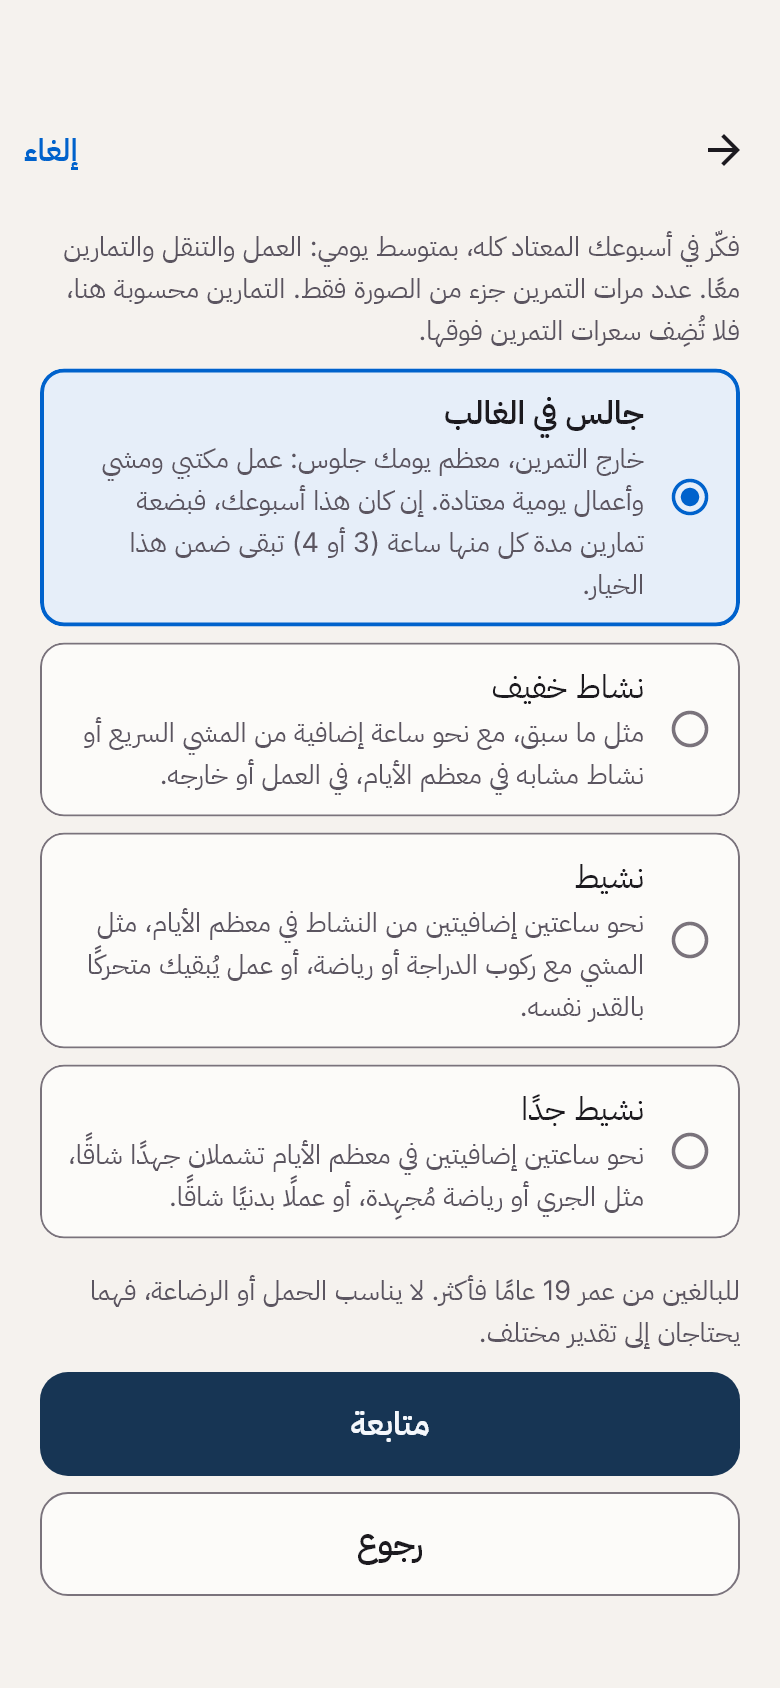 إلغاء
فكّر في أسبوعك المعتاد كله، بمتوسط يومي: العمل والتنقل والتمارين
معًا. عدد مرات التمرين جزء من الصورة فقط. التمارين محسوبة هنا،
فلا تُضِف سعرات التمرين فوقها.
جالس في الغالب
خارج التمرين، معظم يومك جلوس: عمل مكتبي ومشي
وأعمال يومية معتادة. إن كان هذا أسبوعك، فبضعة
تمارين مدة كل منها ساعة (3 أو 4) تبقى ضمن هذا
الخيار.
نشاط خفيف
مثل ما سبق، مع نحو ساعة إضافية من المشي السريع أو
نشاط مشابه في معظم الأيام، في العمل أو خارجه.
نشيط
نحو ساعتين إضافيتين من النشاط في معظم الأيام، مثل
المشي مع ركوب الدراجة أو رياضة، أو عمل يُبقيك متحركًا
بالقدر نفسه.
نشيط جدًا
نحو ساعتين إضافيتين في معظم الأيام تشملان جهدًا شاقًا،
مثل الجري أو رياضة مُجهِدة، أو عملًا بدنيًا شاقًا.
للبالغين من عمر 19 عامًا فأكثر. لا يناسب الحمل أو الرضاعة، فهما
يحتاجان إلى تقدير مختلف.
متابعة
رجوع